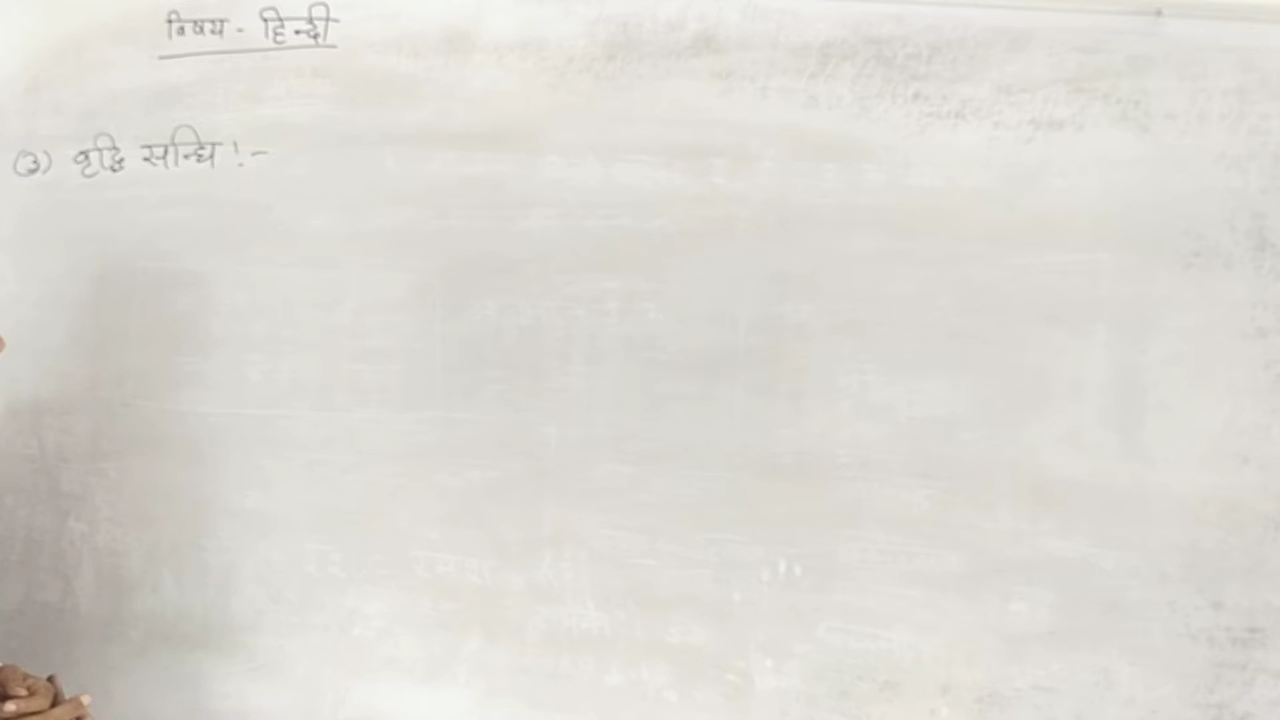 विषय - हिन्दी
(3) वृद्धि सन्धि :-